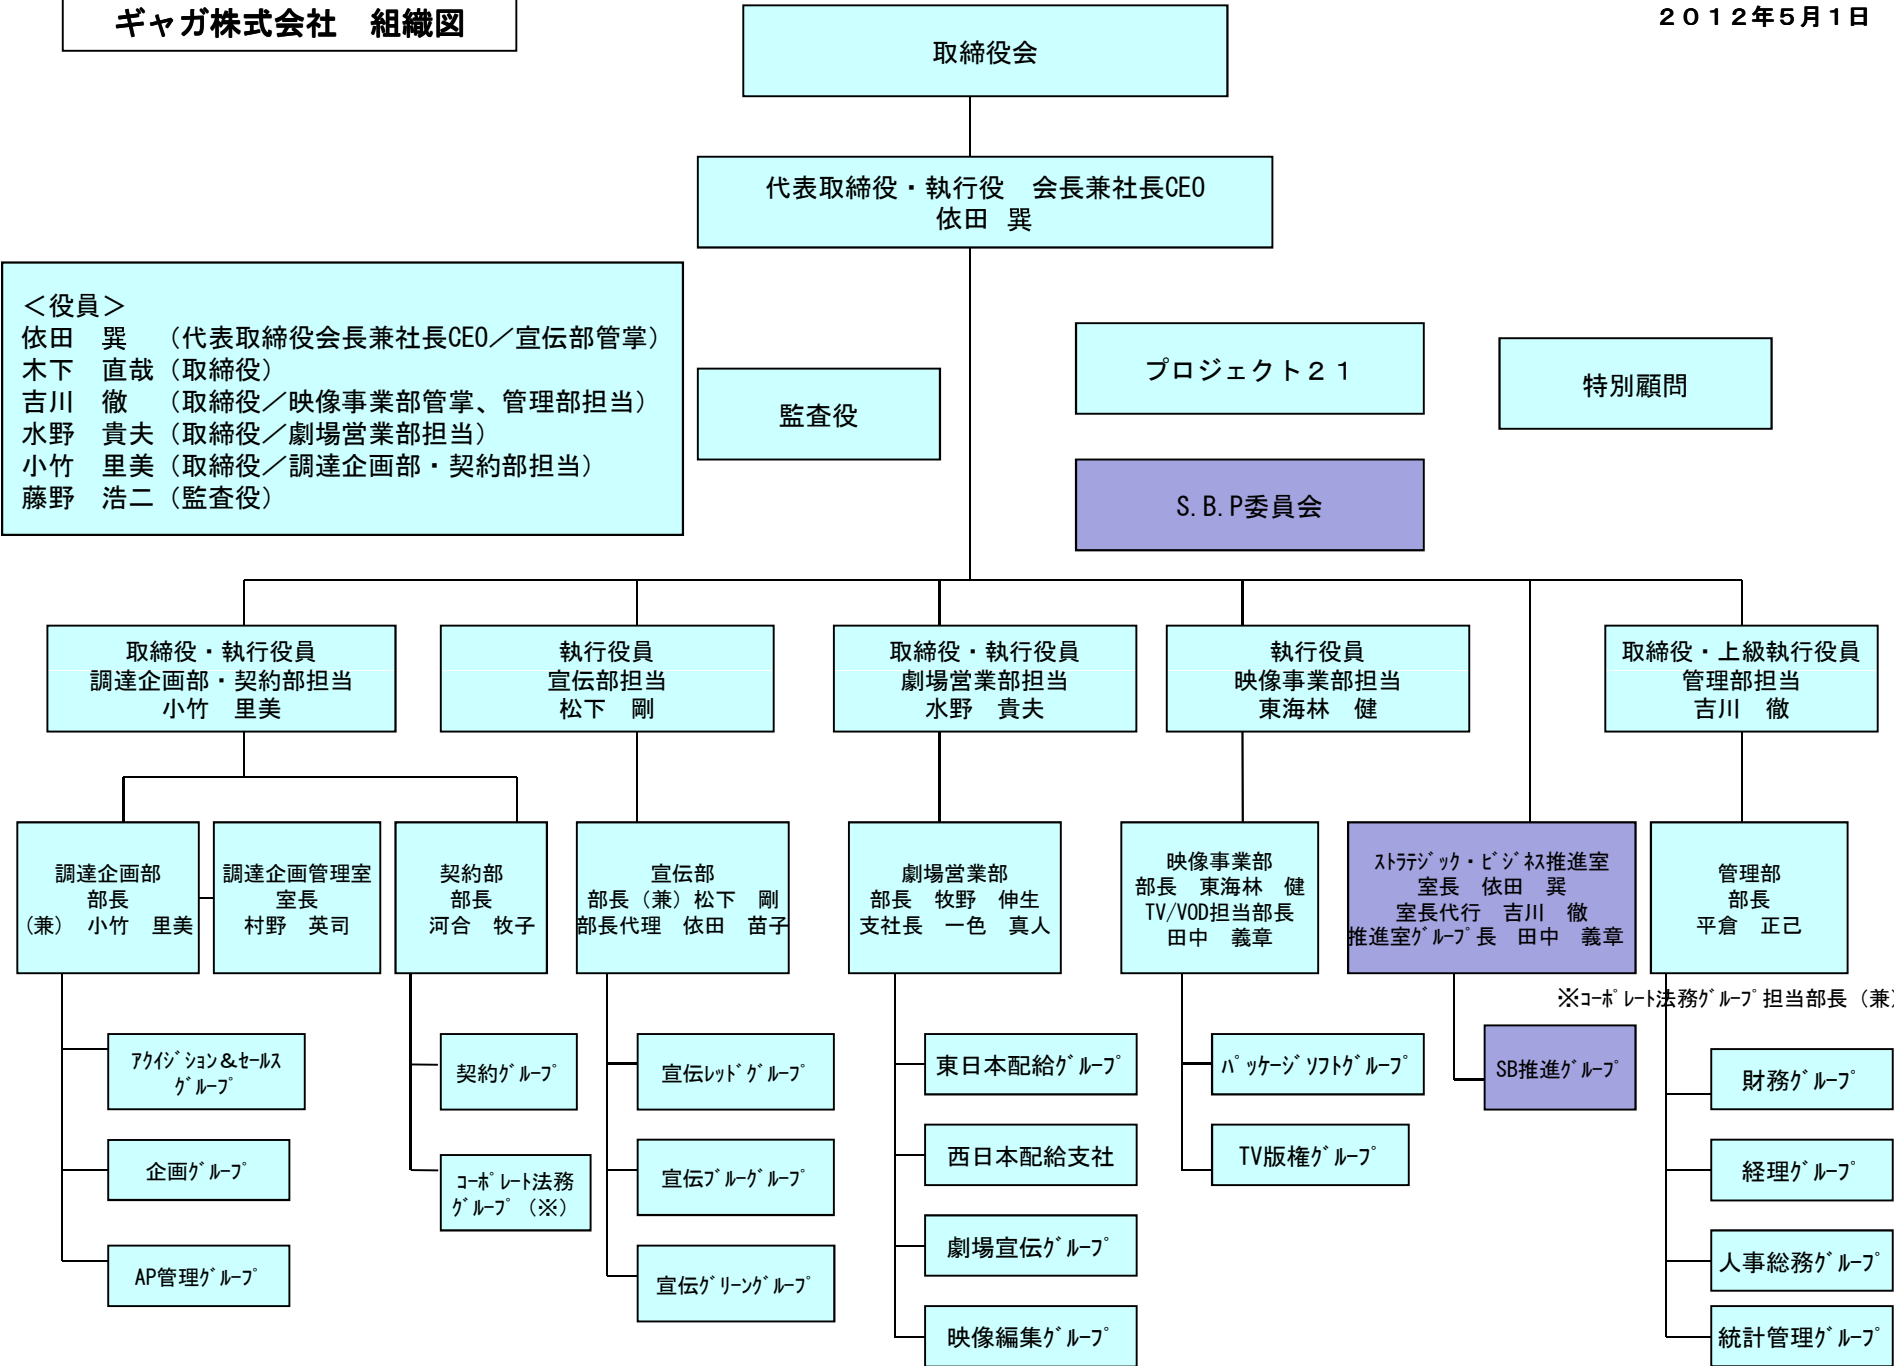 ギャガ株式会社　組織図
２０１２年５月１日
取締役会
代表取締役・執行役　会長兼社長CEO
依田　巽
＜役員＞
依田　巽　（代表取締役会長兼社長CEO／宣伝部管掌）
木下　直哉（取締役）
吉川　徹　（取締役／映像事業部管掌、管理部担当）
水野　貴夫（取締役／劇場営業部担当）
小竹　里美（取締役／調達企画部・契約部担当）
藤野　浩二（監査役）
監査役
プロジェクト２１
特別顧問
S.B.P委員会
取締役・執行役員
調達企画部・契約部担当
小竹　里美
執行役員
宣伝部担当
松下　剛
取締役・執行役員
劇場営業部担当
水野　貴夫
執行役員
映像事業部担当
東海林　健
取締役・上級執行役員
管理部担当
吉川　徹
調達企画部
部長
(兼)　小竹　里美
調達企画管理室
室長
村野　英司
契約部
部長
河合　牧子
宣伝部
部長（兼）松下　剛
部長代理　依田　苗子
劇場営業部
部長　牧野　伸生
支社長　一色　真人
映像事業部
部長　東海林　健
TV/VOD担当部長
田中　義章
ｽﾄﾗﾃｼﾞｯｸ・ﾋﾞｼﾞﾈｽ推進室
室長　依田　巽
室長代行　吉川　徹
推進室ｸﾞﾙｰﾌﾟ長　田中　義章
管理部
部長
平倉　正己
※ｺｰﾎﾟﾚｰﾄ法務ｸﾞﾙｰﾌﾟ担当部長（兼）
ｱｸｲｼﾞｼｮﾝ＆ｾｰﾙｽ
ｸﾞﾙｰﾌﾟ
企画ｸﾞﾙｰﾌﾟ
AP管理ｸﾞﾙｰﾌﾟ
契約ｸﾞﾙｰﾌﾟ
ｺｰﾎﾟﾚｰﾄ法務
ｸﾞﾙｰﾌﾟ（※）
宣伝ﾚｯﾄﾞｸﾞﾙｰﾌﾟ
宣伝ﾌﾞﾙｰｸﾞﾙｰﾌﾟ
宣伝ｸﾞﾘｰﾝｸﾞﾙｰﾌﾟ
東日本配給ｸﾞﾙｰﾌﾟ
西日本配給支社
劇場宣伝ｸﾞﾙｰﾌﾟ
映像編集ｸﾞﾙｰﾌﾟ
ﾊﾟｯｹｰｼﾞｿﾌﾄｸﾞﾙｰﾌﾟ
TV版権ｸﾞﾙｰﾌﾟ
SB推進ｸﾞﾙｰﾌﾟ
財務ｸﾞﾙｰﾌﾟ
経理ｸﾞﾙｰﾌﾟ
人事総務ｸﾞﾙｰﾌﾟ
統計管理ｸﾞﾙｰﾌﾟ